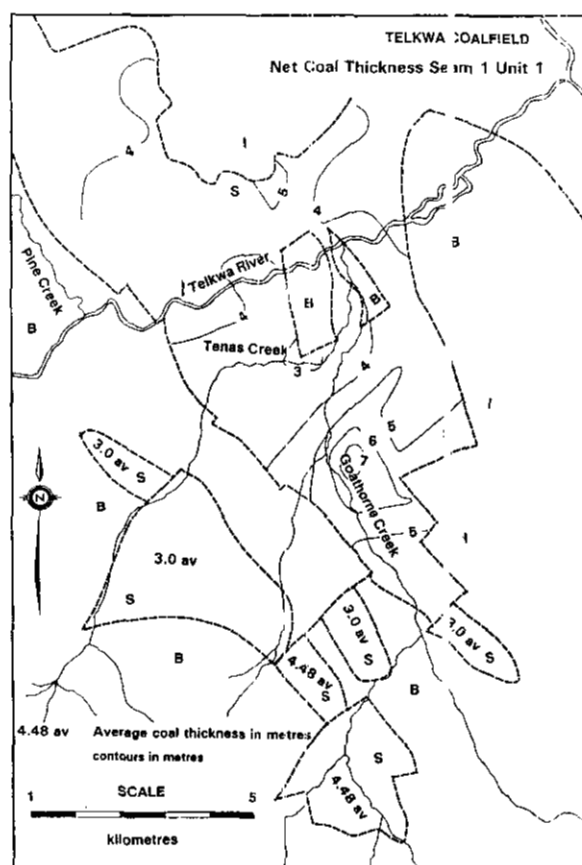 TELKWA COALFIELD
Net Coal Thickness Seam 1 Unit 1
4
I
S
5
4
B
Pine Creek
Telkwa River
B
B
B
4
Tenas Creek
3
4
5
I
6
7
3.0 av
S
Goathorne Creek
N
B
5
3.0 av
S
3.0 av
S
3.0 av
S
B
4.48 av
S
B
4.48 av
Average coal thickness in metres
contours in metres
S
SCALE
1
5
4.48 av
kilometres